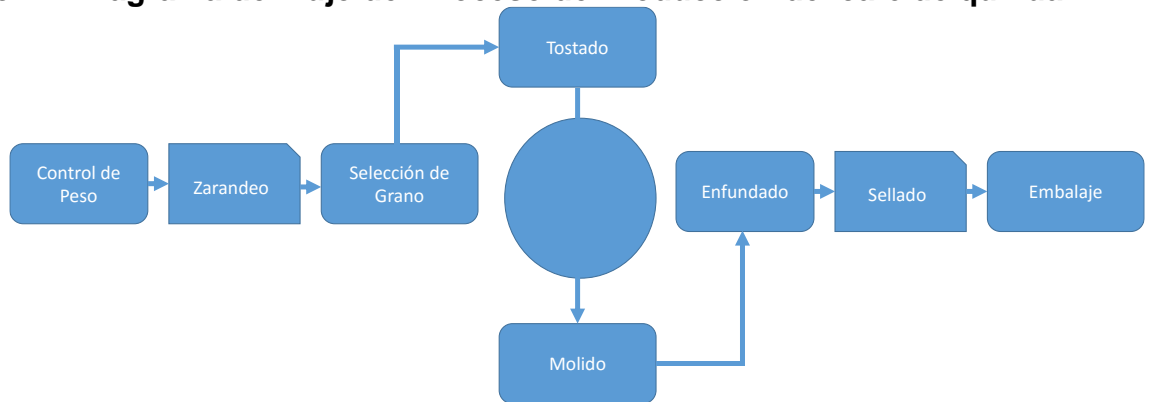 Tostado
Control de
Peso
Zarandeo
Selección de
Grano
Enfundado
Sellado
Embalaje
Molido